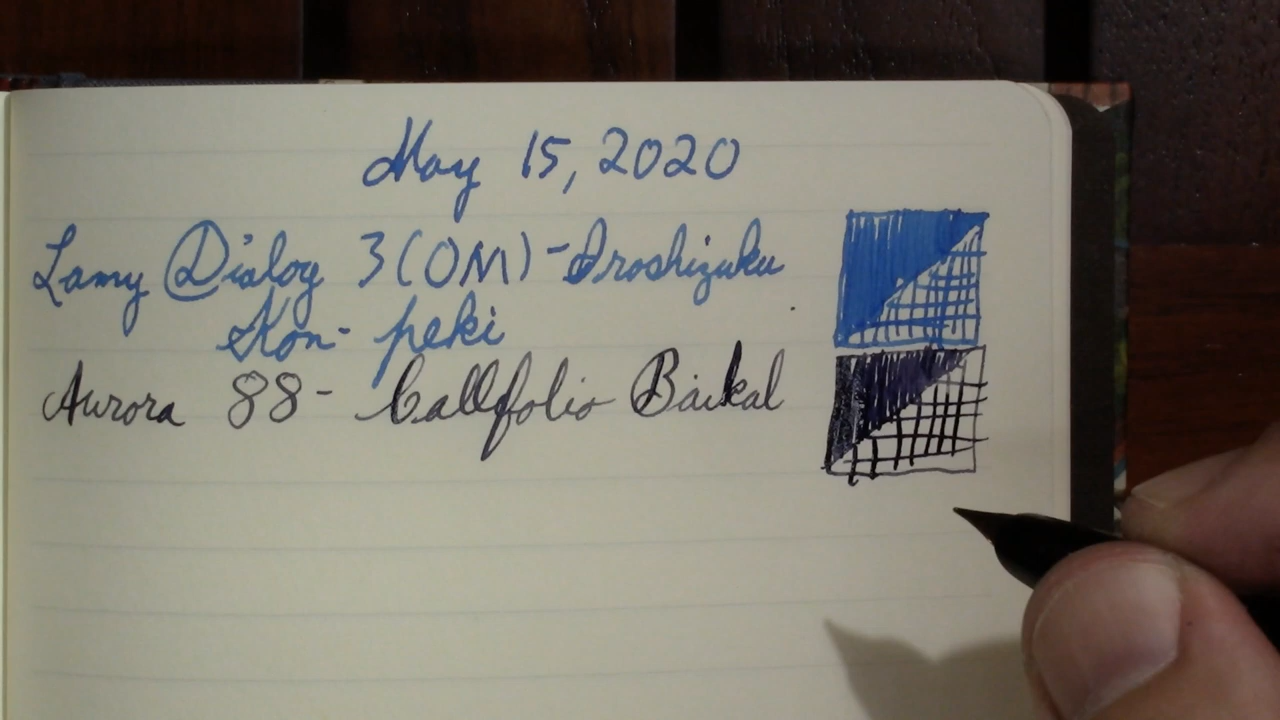 May 15, 2020
Lamy Dialog 3 (OM) - Iroshizuku
Kon- peki
Aurora 88 - Callfolio Baikal